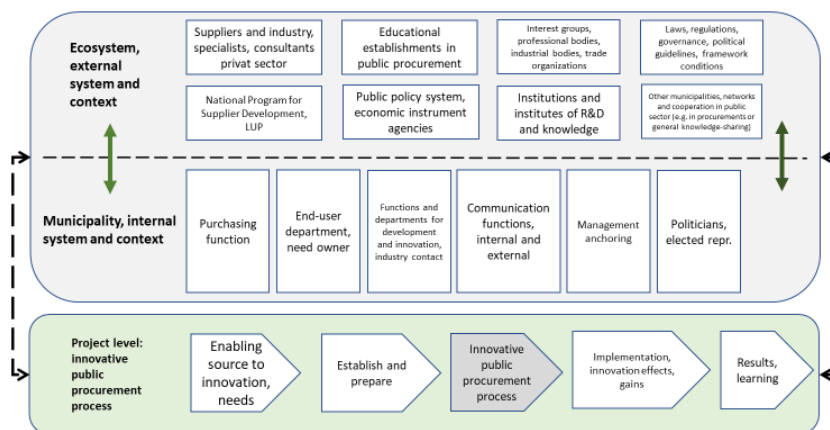 Ecosystem,
external
system and
context
Suppliers and industry,
specialists, consultants
privat sector
Educational
establishments in
public procurement
Interest groups,
professional bodies,
industrial bodies, trade
organizations
Laws, regulations,
governance, political
guidelines, framework
conditions
National Program for
Supplier Development,
LUP
Public policy system,
economic instrument
agencies
Institutions and
institutes of R&D
and knowledge
Other municipalities, networks
and cooperation in public
sector (e.g. in procurements or
general knowledge-sharing)
Municipality, internal
system and context
Purchasing
function
End-user
department,
need owner
Functions and
departments for
development
and innovation,
industry contact
Communication
functions,
internal and
external
Management
anchoring
Politicians,
elected repr.
Project level:
innovative
public
procurement
process
Enabling
source to
innovation,
needs
Establish and
prepare
Innovative
public
procurement
process
Implementation,
innovation effects,
gains
Results,
learning